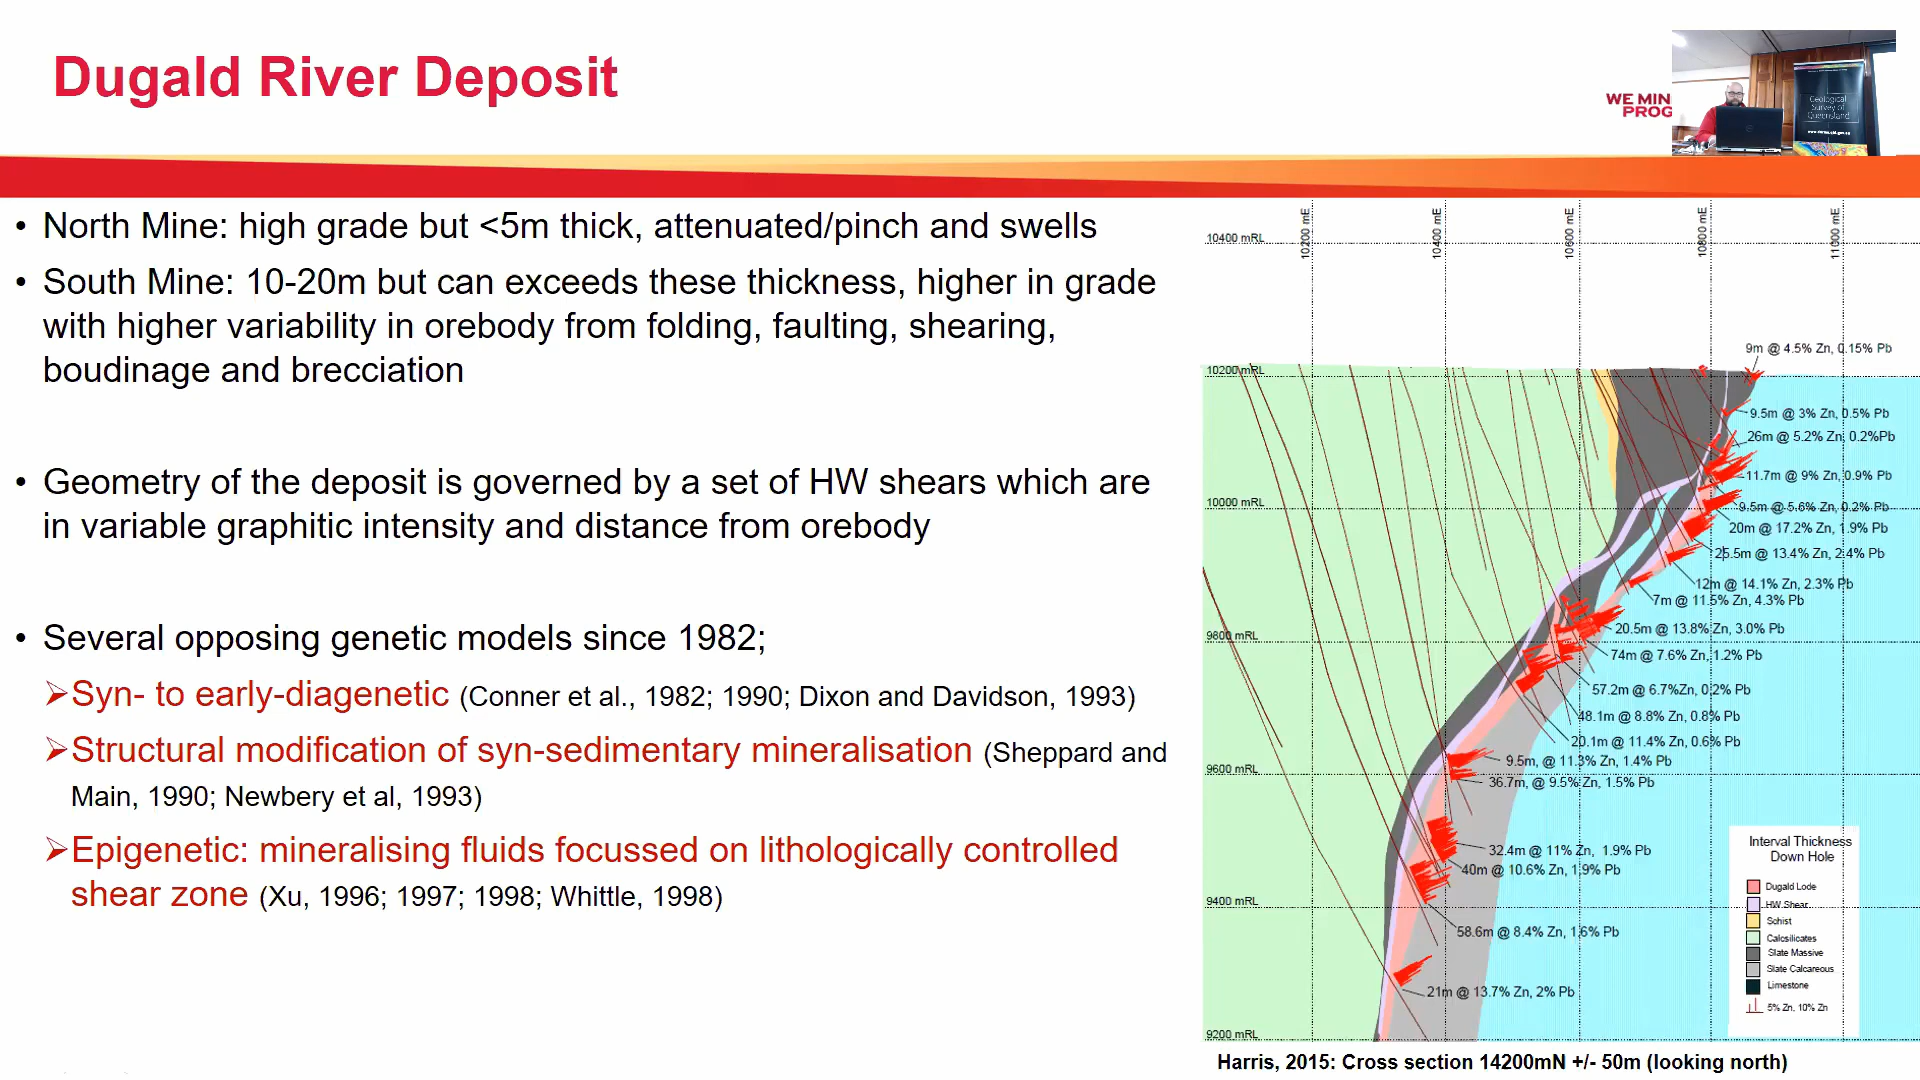 Dugald River Deposit
WE MIN
PROG
Geological
Survey of
Queensland
• North Mine: high grade but <5m thick, attenuated/pinch and swells
• South Mine: 10-20m but can exceeds these thickness, higher in grade
with higher variability in orebody from folding, faulting, shearing,
boudinage and brecciation
• Geometry of the deposit is governed by a set of HW shears which are
in variable graphitic intensity and distance from orebody
• Several opposing genetic models since 1982;
➢Syn- to early-diagenetic (Conner et al., 1982; 1990; Dixon and Davidson, 1993)
➢Structural modification of syn-sedimentary mineralisation (Sheppard and
Main, 1990; Newbery et al, 1993)
➢Epigenetic: mineralising fluids focussed on lithologically controlled
shear zone (Xu, 1996; 1997; 1998; Whittle, 1998)
10200 mE
10400 mE
10600 mE
10800 mE
11000 mE
10400 mRL
10200 mRL
10000 mRL
9800 mRL
9600 mRL
9400 mRL
9200 mRL
9m @ 4.5% Zn, 0.15% Pb
9.5m @ 3% Zn, 0.5% Pb
26m @ 5.2% Zn, 0.2%Pb
11.7m @ 9% Zn, 0.9% Pb
9.5m @ 5.6% Zn, 0.2% Pb
20m @ 17.2% Zn, 1.9% Pb
25.5m @ 13.4% Zn, 2.4% Pb
12m @ 14.1% Zn, 2.3% Pb
7m @ 11.5% Zn, 4.3% Pb
20.5m @ 13.8% Zn, 3.0% Pb
74m @ 7.6% Zn, 1.2% Pb
57.2m @ 6.7%Zn, 0.2% Pb
48.1m @ 8.8% Zn, 0.8% Pb
20.1m @ 11.4% Zn, 0.6% Pb
9.5m, @ 11.3% Zn, 1.4% Pb
36.7m, @ 9.5% Zn, 1.5% Pb
32.4m @ 11% Zn, 1.9% Pb
40m @ 10.6% Zn, 1.9% Pb
58.6m @ 8.4% Zn, 1.6% Pb
21m @ 13.7% Zn, 2% Pb
Interval Thickness
Down Hole
Dugald Lode
HW Shear
Schist
Calcsilicates
Slate Massive
Slate Calcareous
Limestone
5% Zn, 10% Zn
Harris, 2015: Cross section 14200mN +/- 50m (looking north)